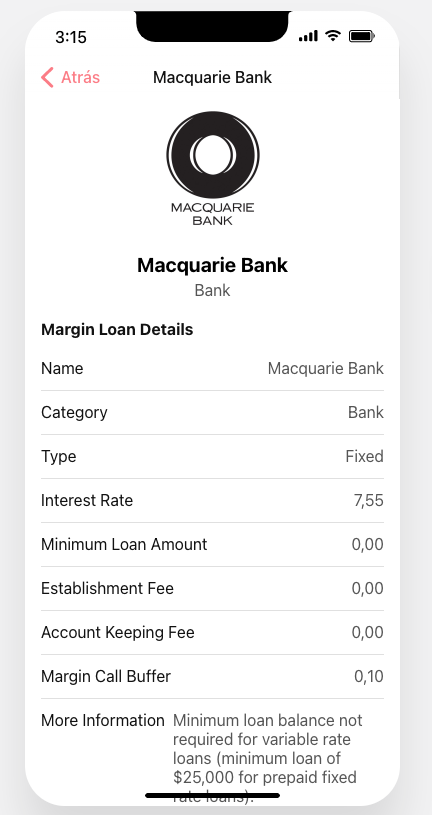 3:15
Atrás Macquarie Bank
MACQUARIE
BANK
Macquarie Bank
Bank
Margin Loan Details
Name Macquarie Bank
Category Bank
Type Fixed
Interest Rate 7,55
Minimum Loan Amount 0,00
Establishment Fee 0,00
Account Keeping Fee 0,00
Margin Call Buffer 0,10
More Information Minimum loan balance not
required for variable rate
loans (minimum loan of
$25,000 for prepaid fixed
rate loans).